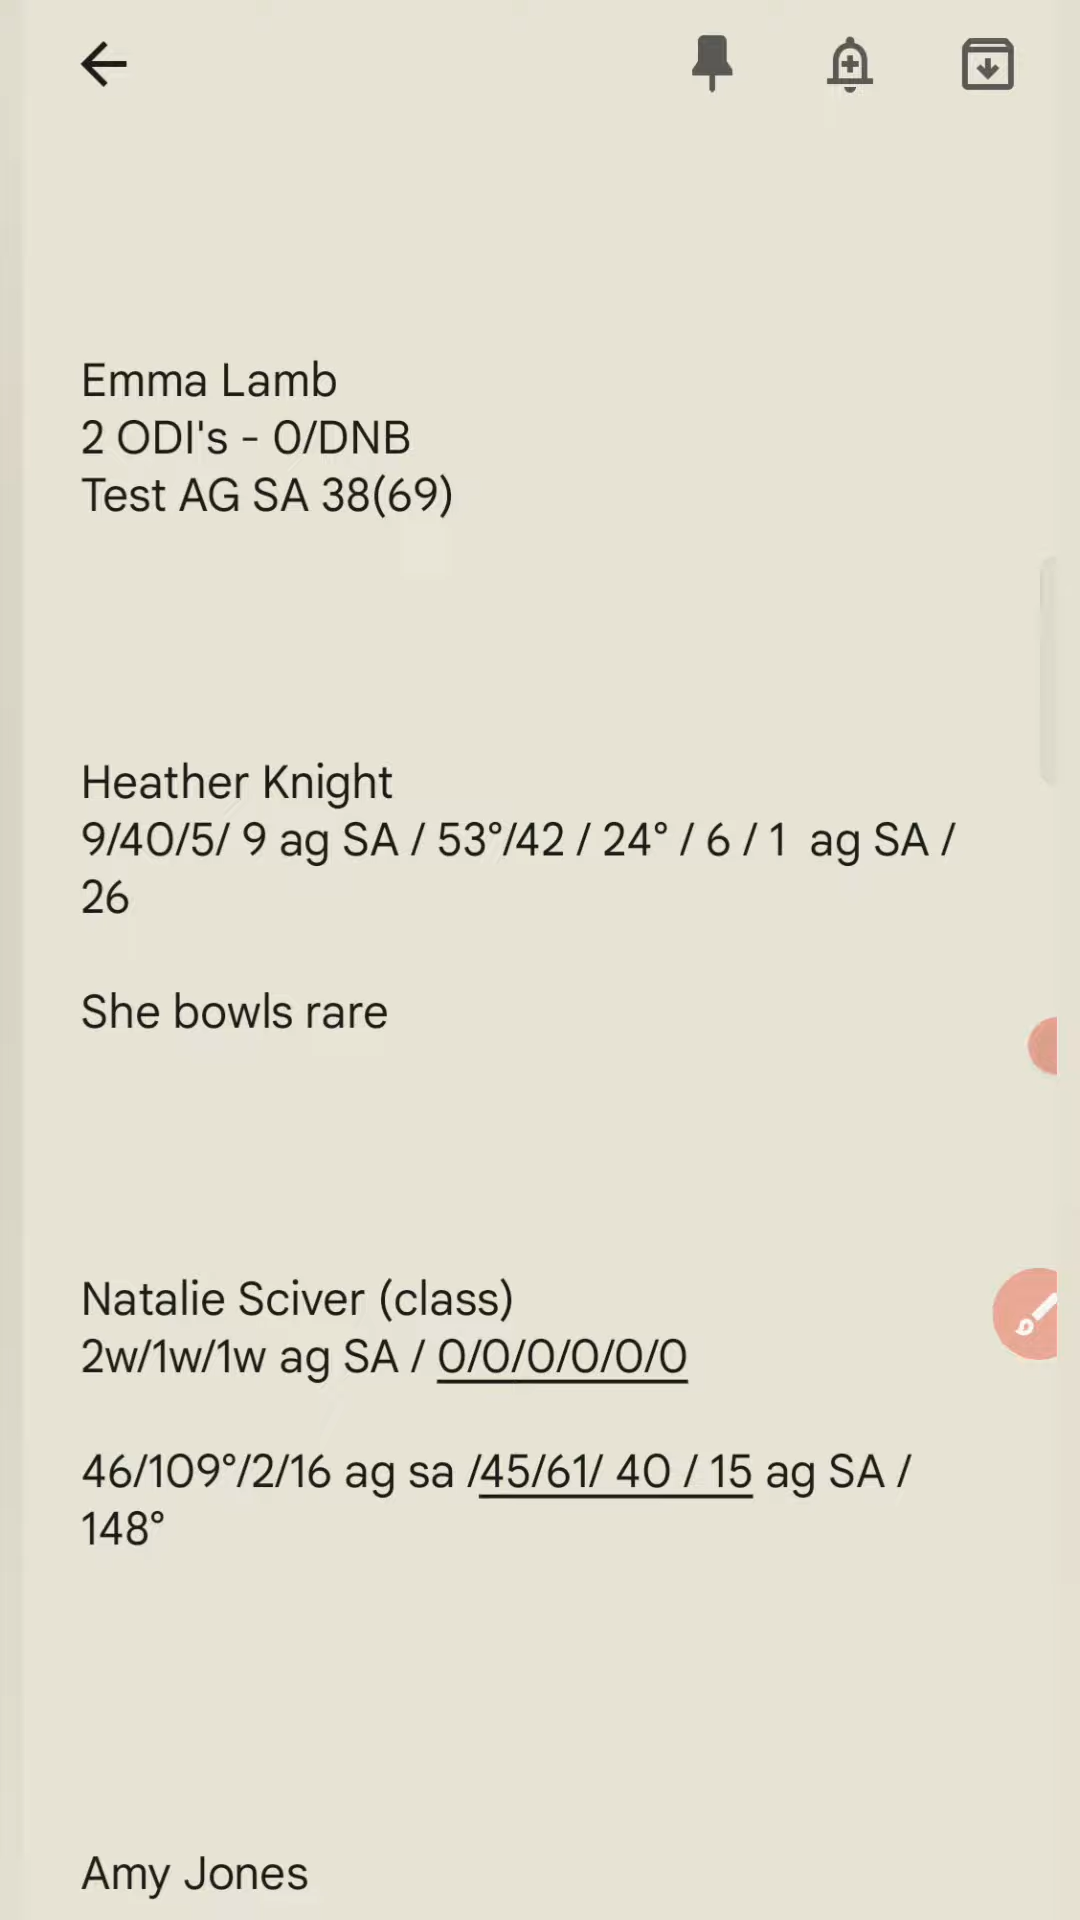 Emma Lamb
2 ODI's - 0/DNB
Test AG SA 38(69)
Heather Knight
9/40/5/ 9 ag SA / 53°/42 / 24° / 6 / 1  ag SA /
26
She bowls rare
Natalie Sciver (class)
2w/1w/1w ag SA / 0/0/0/0/0/0
46/109°/2/16 ag sa /45/61/ 40 / 15 ag SA /
148°
Amy Jones